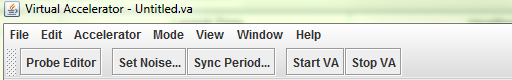 Virtual Accelerator - Untitled.va
File Edit Accelerator Mode View Window Help
Probe Editor Set Noise... Sync Period... Start VA Stop VA